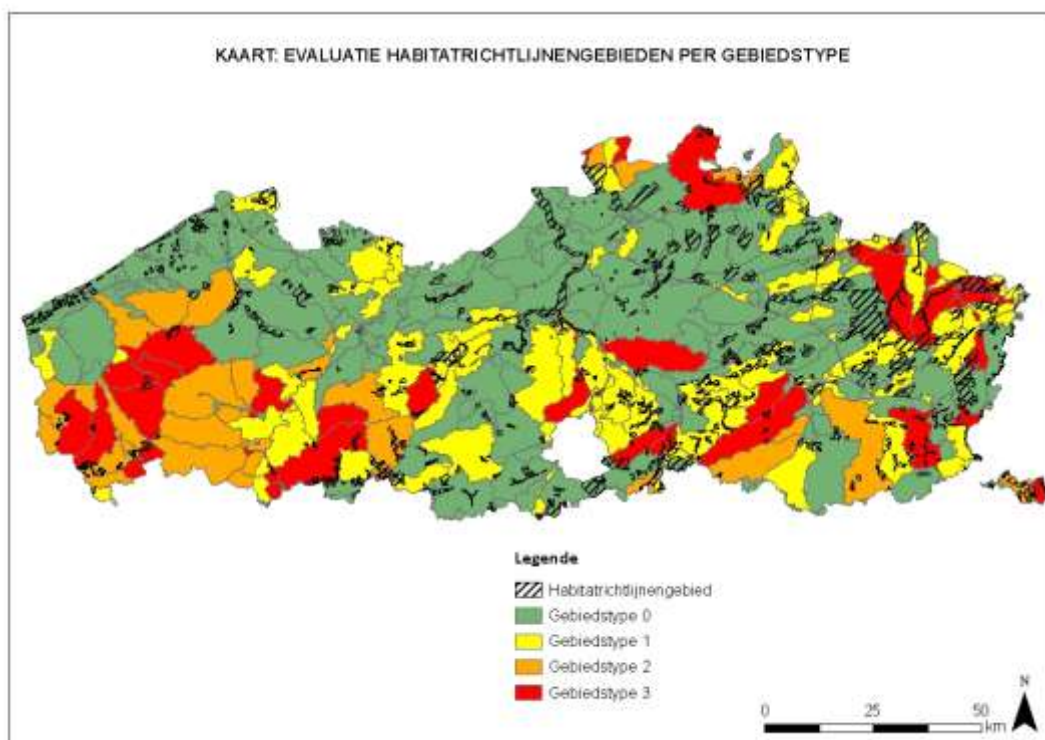 KAART: EVALUATIE HABITATRICHTLIJNENGEBIEDEN PER GEBIEDSTYPE
Legende
Habitatrichtlijnengebied
Gebiedstype 0
Gebiedstype 1
Gebiedstype 2
Gebiedstype 3
N
0 25 50
km